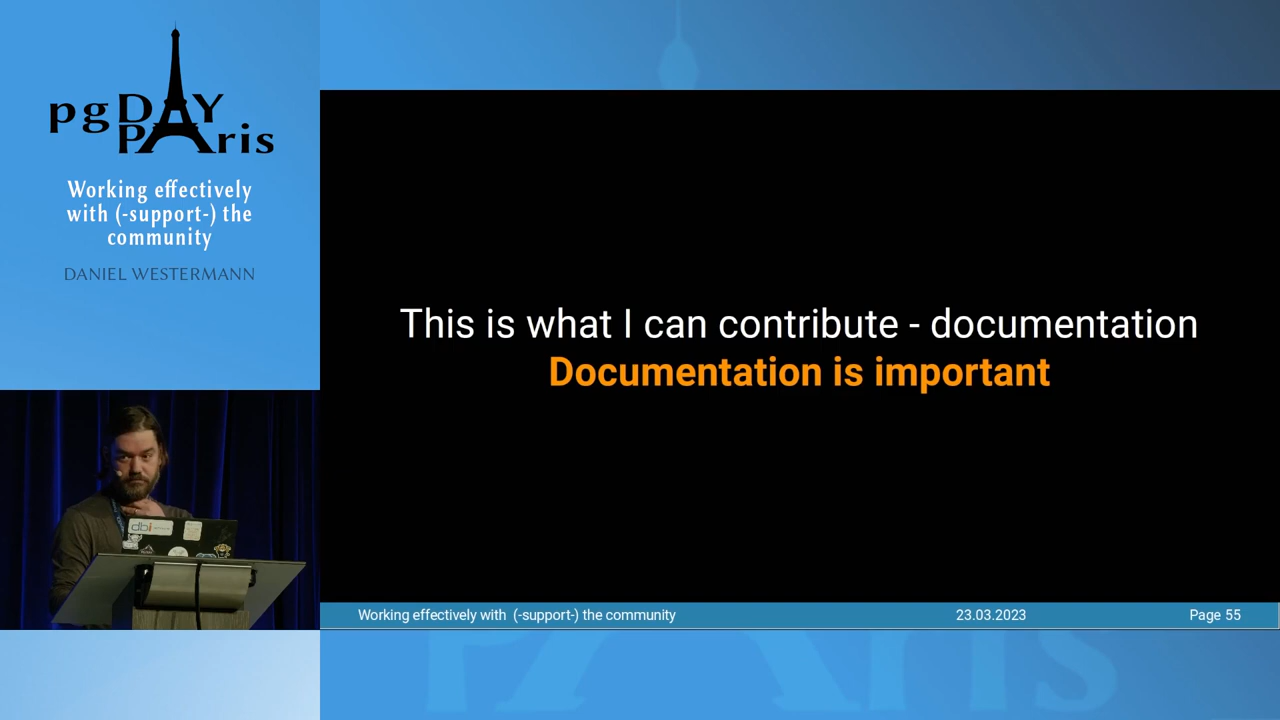 pgDAY
PAris
Working effectively
with (-support-) the
community
DANIEL WESTERMANN
This is what I can contribute - documentation
Documentation is important
dbi
Working effectively with (-support-) the community
23.03.2023
Page 55